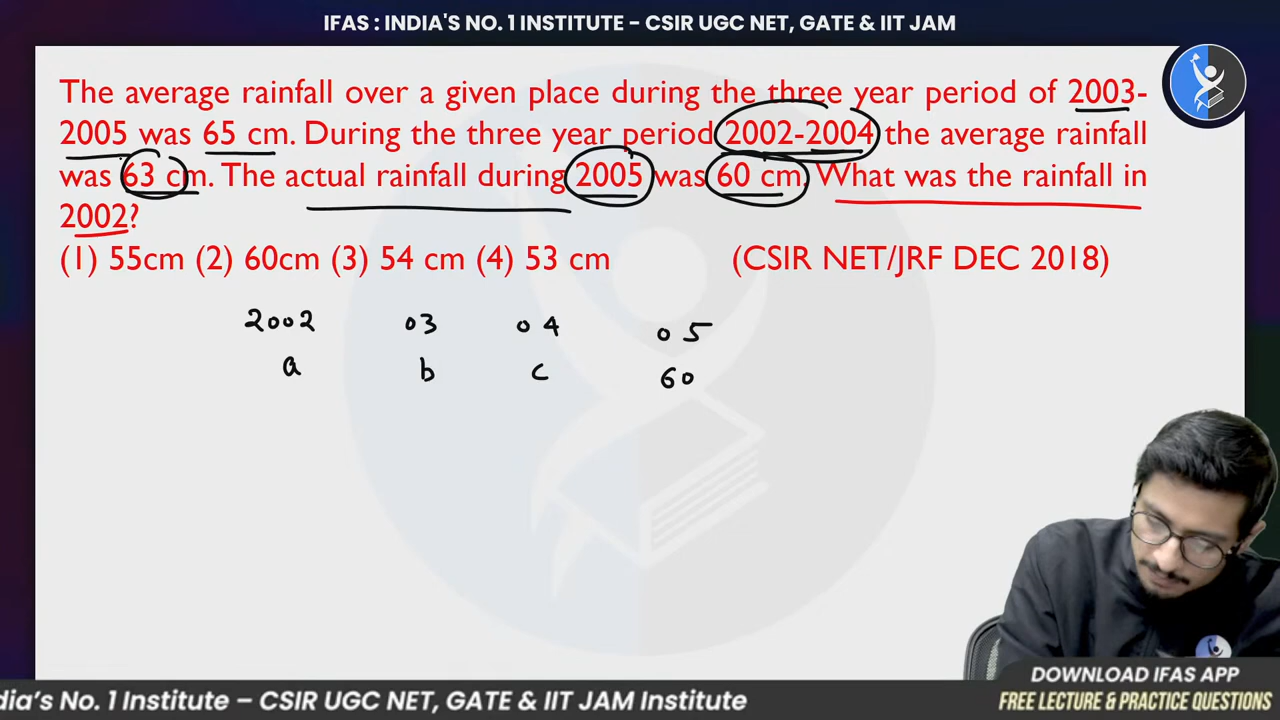 IFAS : INDIA'S NO. 1 INSTITUTE – CSIR UGC NET, GATE & IIT JAM
The average rainfall over a given place during the three year period of 2003-
2005 was 65 cm. During the three year period 2002-2004 the average rainfall
was 63 cm. The actual rainfall during 2005 was 60 cm. What was the rainfall in
2002?
(1) 55cm (2) 60cm (3) 54 cm (4) 53 cm (CSIR NET/JRF DEC 2018)
2002 03 04 05
a b c 60
DOWNLOAD IFAS APP
FREE LECTURE & PRACTICE QUESTIONS
dia's No. 1 Institute – CSIR UGC NET, GATE & IIT JAM Institute